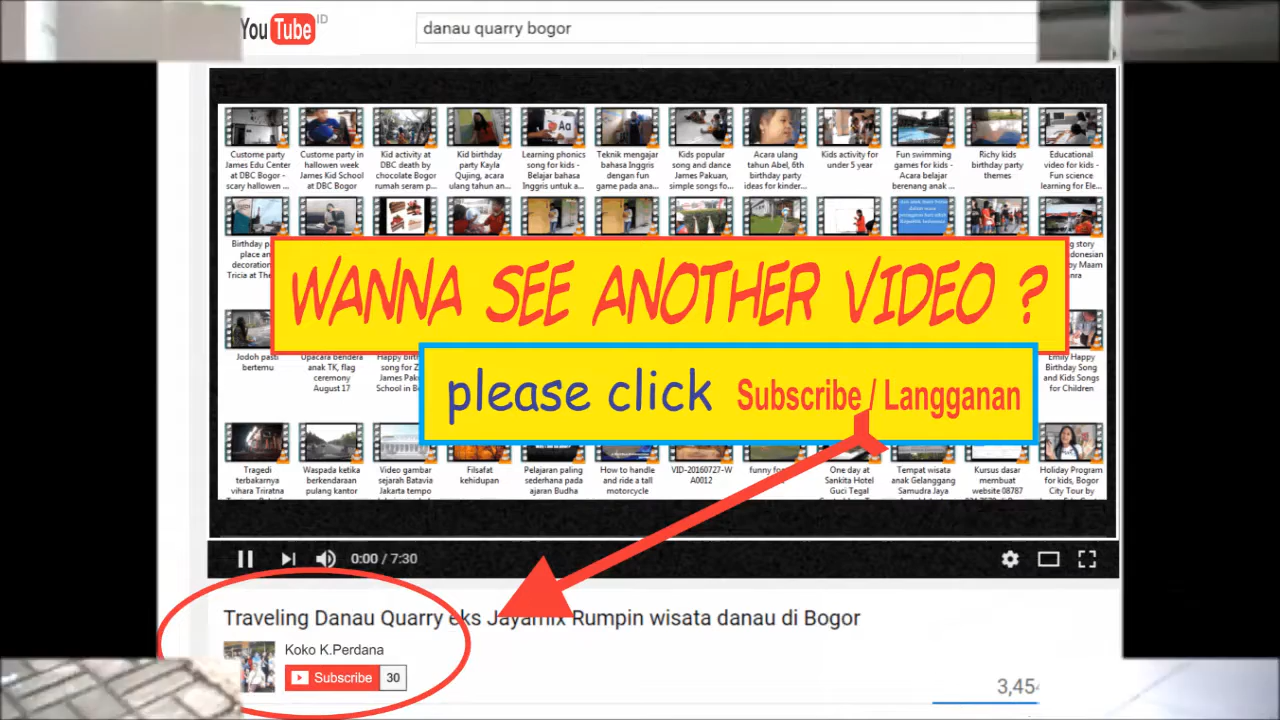 YouTube ID
danau quarry bogor
Custome party
James Edu Center
at DBC Bogor -
scary hallowen ...
Custome party in
hallowen week
James Kid School
at DBC Bogor
Kid activity at
DBC death by
chocolate Bogor
rumah seram p...
Kid birthday
party Kayla
Qujing, acara
ulang tahun an...
Learning phonics
song for kids -
Belajar bahasa
Inggris untuk a...
Teknik mengajar
bahasa Inggris
dengan fun
game pada ana...
Kids popular
song and dance
James Pakuan,
simple songs fo...
Acara ulang
tahun Abel, 6th
birthday party
ideas for kinder...
Kids activity for
under 5 year
Fun swimming
games for kids -
Acara belajar
berenang anak ...
Richy kids
birthday party
themes
Educational
video for kids -
Fun science
learning for Ele...
Aa
WANNA SEE ANOTHER VIDEO ?
please click Subscribe / Langganan
Jodoh pasti
bertemu
Upacara bendera
anak TK, flag
ceremony
August 17
Emily Happy
Birthday Song
and Kids Songs
for Children
Tragedi
terbakarnya
vihara Triratna
Waspada ketika
berkendaraan
pulang kantor
Video gambar
sejarah Batavia
Jakarta tempo
Filsafat
kehidupan
Pelajaran paling
sederhana pada
ajaran Budha
How to handle
and ride a tall
motorcycle
VID-20160727-W
A0012
funny fo
One day at
Sankita Hotel
Guci Tegal
Tempat wisata
anak Gelanggang
Samudra Jaya
Kursus dasar
membuat
website 08787
Holiday Program
for kids, Bogor
City Tour by
0:00 / 7:30
Traveling Danau Quarry eks Jayamix Rumpin wisata danau di Bogor
Koko K.Perdana
Subscribe 30
3,454